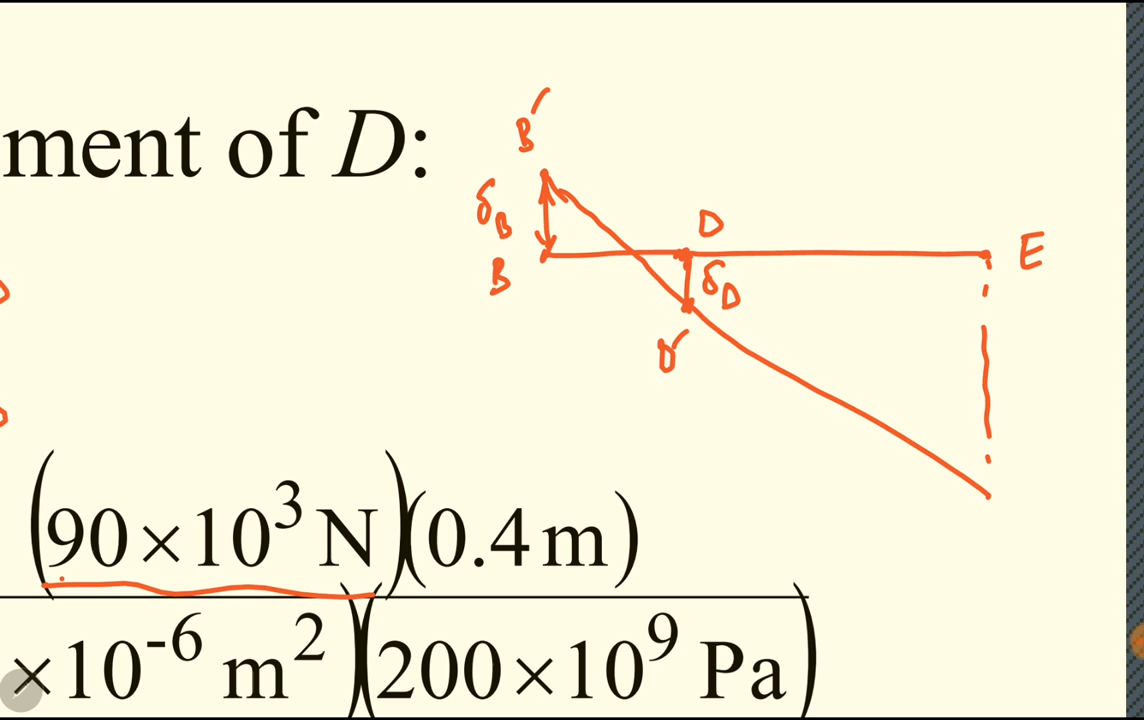 ment of D:
B′
δB
B
D
δD
D′
E
(90×10³ N)(0.4 m)
×10⁻⁶ m²)(200×10⁹ Pa)